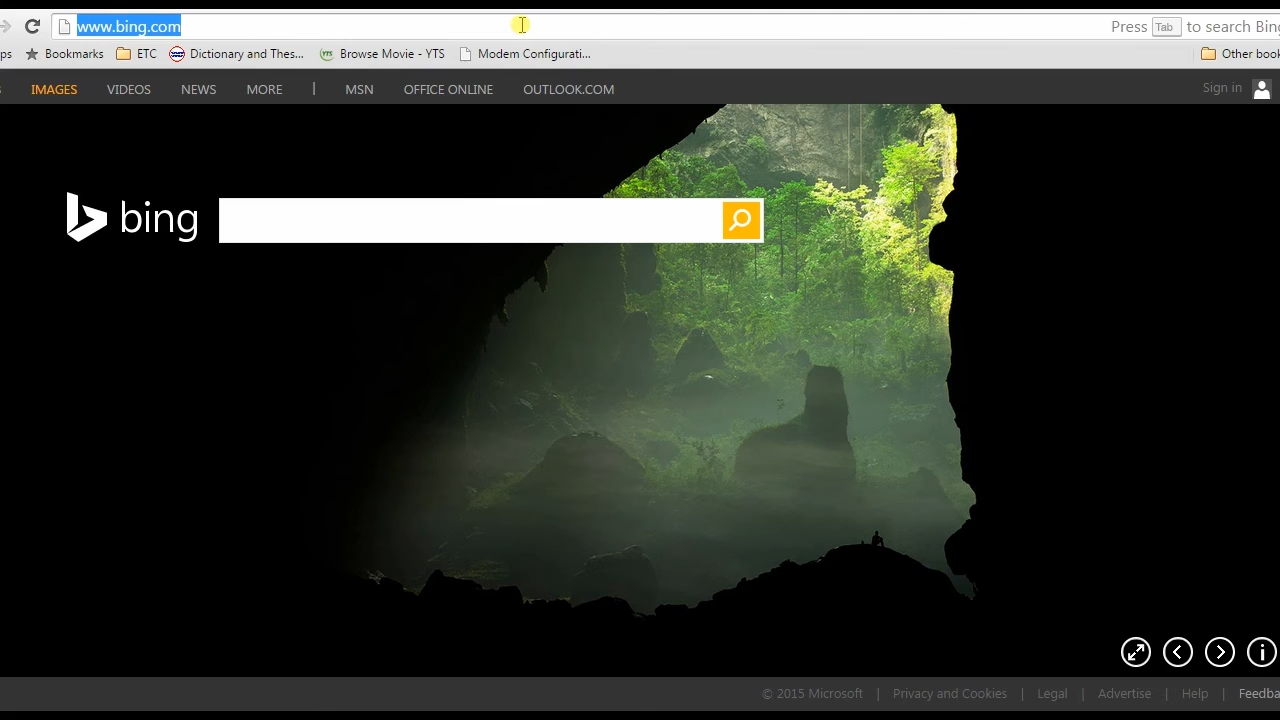 www.bing.com Press Tab to search Bing
ps Bookmarks ETC Dictionary and Thes... YTS Browse Movie - YTS Modem Configurati... Other book
IMAGES VIDEOS NEWS MORE | MSN OFFICE ONLINE OUTLOOK.COM Sign in
bing
© 2015 Microsoft | Privacy and Cookies | Legal | Advertise | Help | Feedba